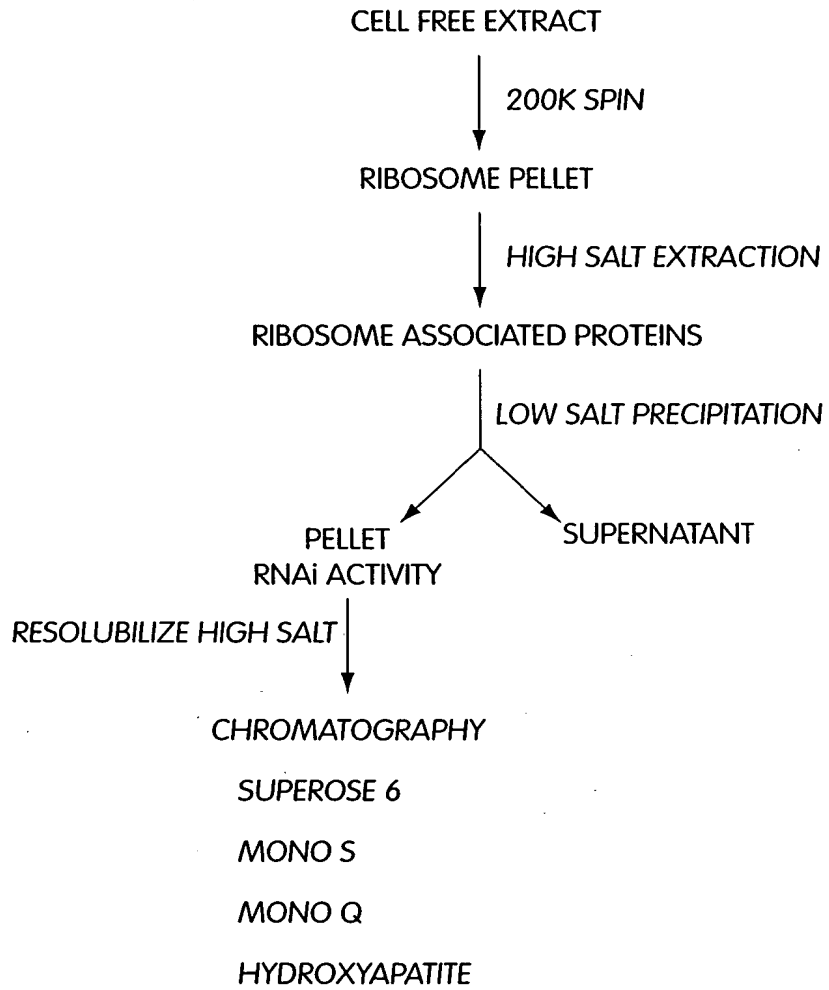 CELL FREE EXTRACT
200K SPIN
RIBOSOME PELLET
HIGH SALT EXTRACTION
RIBOSOME ASSOCIATED PROTEINS
LOW SALT PRECIPITATION
PELLET
RNAi ACTIVITY
SUPERNATANT
RESOLUBILIZE HIGH SALT
CHROMATOGRAPHY
SUPEROSE 6
MONO S
MONO Q
HYDROXYAPATITE